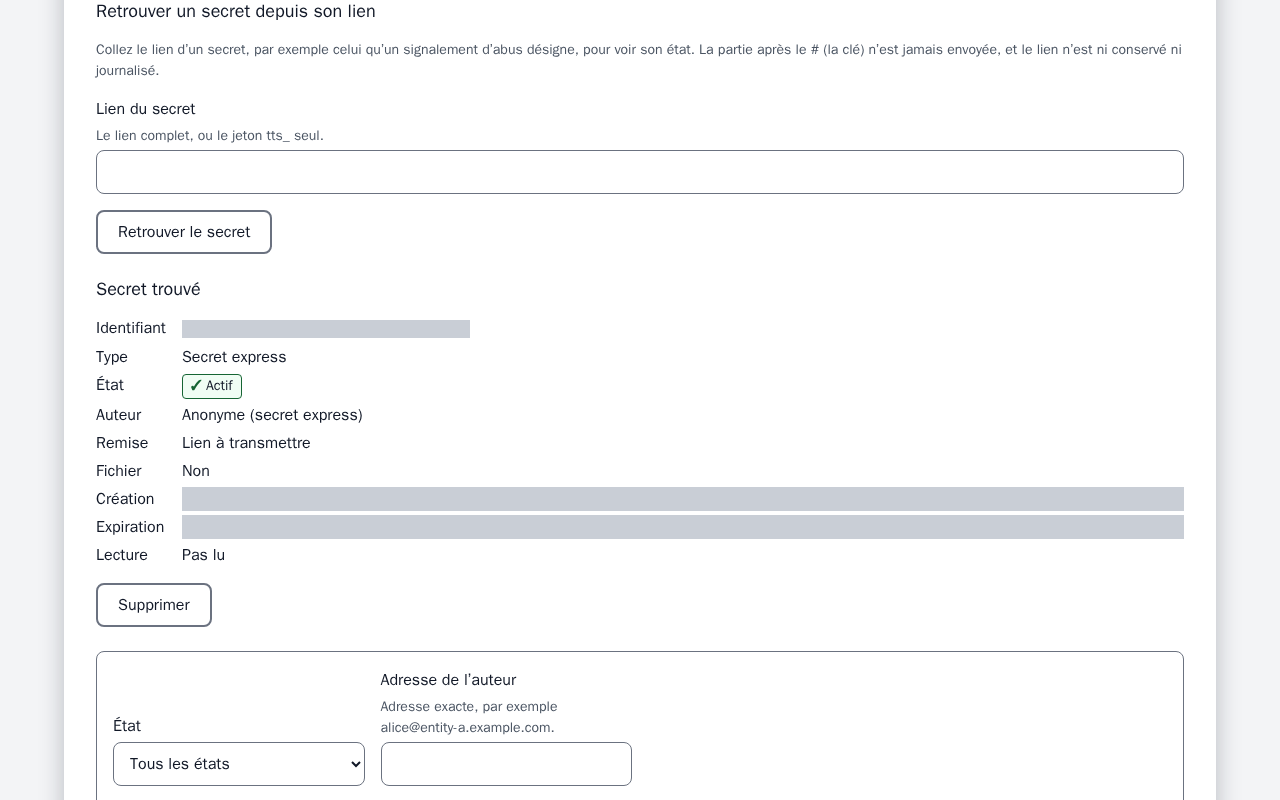 Retrouver un secret depuis son lien
Collez le lien d’un secret, par exemple celui qu’un signalement d’abus désigne, pour voir son état. La partie après le # (la clé) n’est jamais envoyée, et le lien n’est ni conservé ni
journalisé.
Lien du secret
Le lien complet, ou le jeton tts_ seul.
Retrouver le secret
Secret trouvé
Identifiant
Type Secret express
État ✓ Actif
Auteur Anonyme (secret express)
Remise Lien à transmettre
Fichier Non
Création
Expiration
Lecture Pas lu
Supprimer
Adresse de l’auteur
Adresse exacte, par exemple
alice@entity-a.example.com.
État
Tous les états